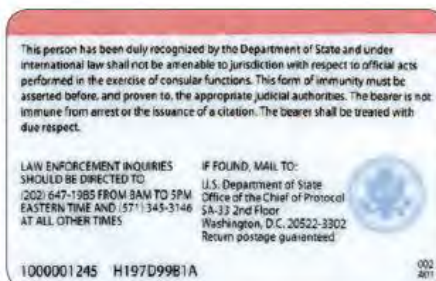 This person has been duly recognized by the Department of State and under
international law shall not be amenable to jurisdiction with respect to official acts
performed in the exercise of consular functions. This form of immunity must be
asserted before, and proven to, the appropriate judicial authorities. The bearer is not
immune from arrest or the issuance of a citation. The bearer shall be treated with
due respect.
LAW ENFORCEMENT INQUIRIES
SHOULD BE DIRECTED TO
(202) 647-1985 FROM 8AM TO 5PM
EASTERN TIME AND (571) 345-3146
AT ALL OTHER TIMES
IF FOUND, MAIL TO:
U.S. Department of State
Office of the Chief of Protocol
SA-33 2nd Floor
Washington, D.C. 20522-3302
Return postage guaranteed
1000001245 H197D99B1A
002
A01